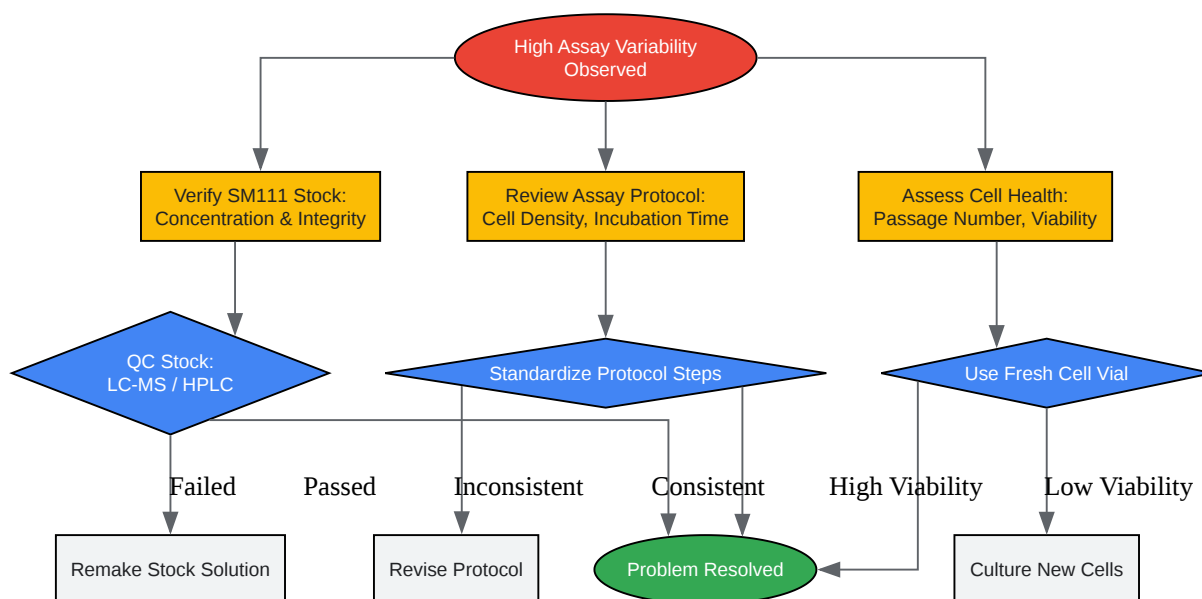 High Assay Variability
Observed
Verify SM111 Stock:
Concentration & Integrity
Review Assay Protocol:
Cell Density, Incubation Time
Assess Cell Health:
Passage Number, Viability
QC Stock:
LC-MS / HPLC
Standardize Protocol Steps
Use Fresh Cell Vial
Failed
Passed
Inconsistent
Consistent
High Viability
Low Viability
Remake Stock Solution
Revise Protocol
Problem Resolved
Culture New Cells